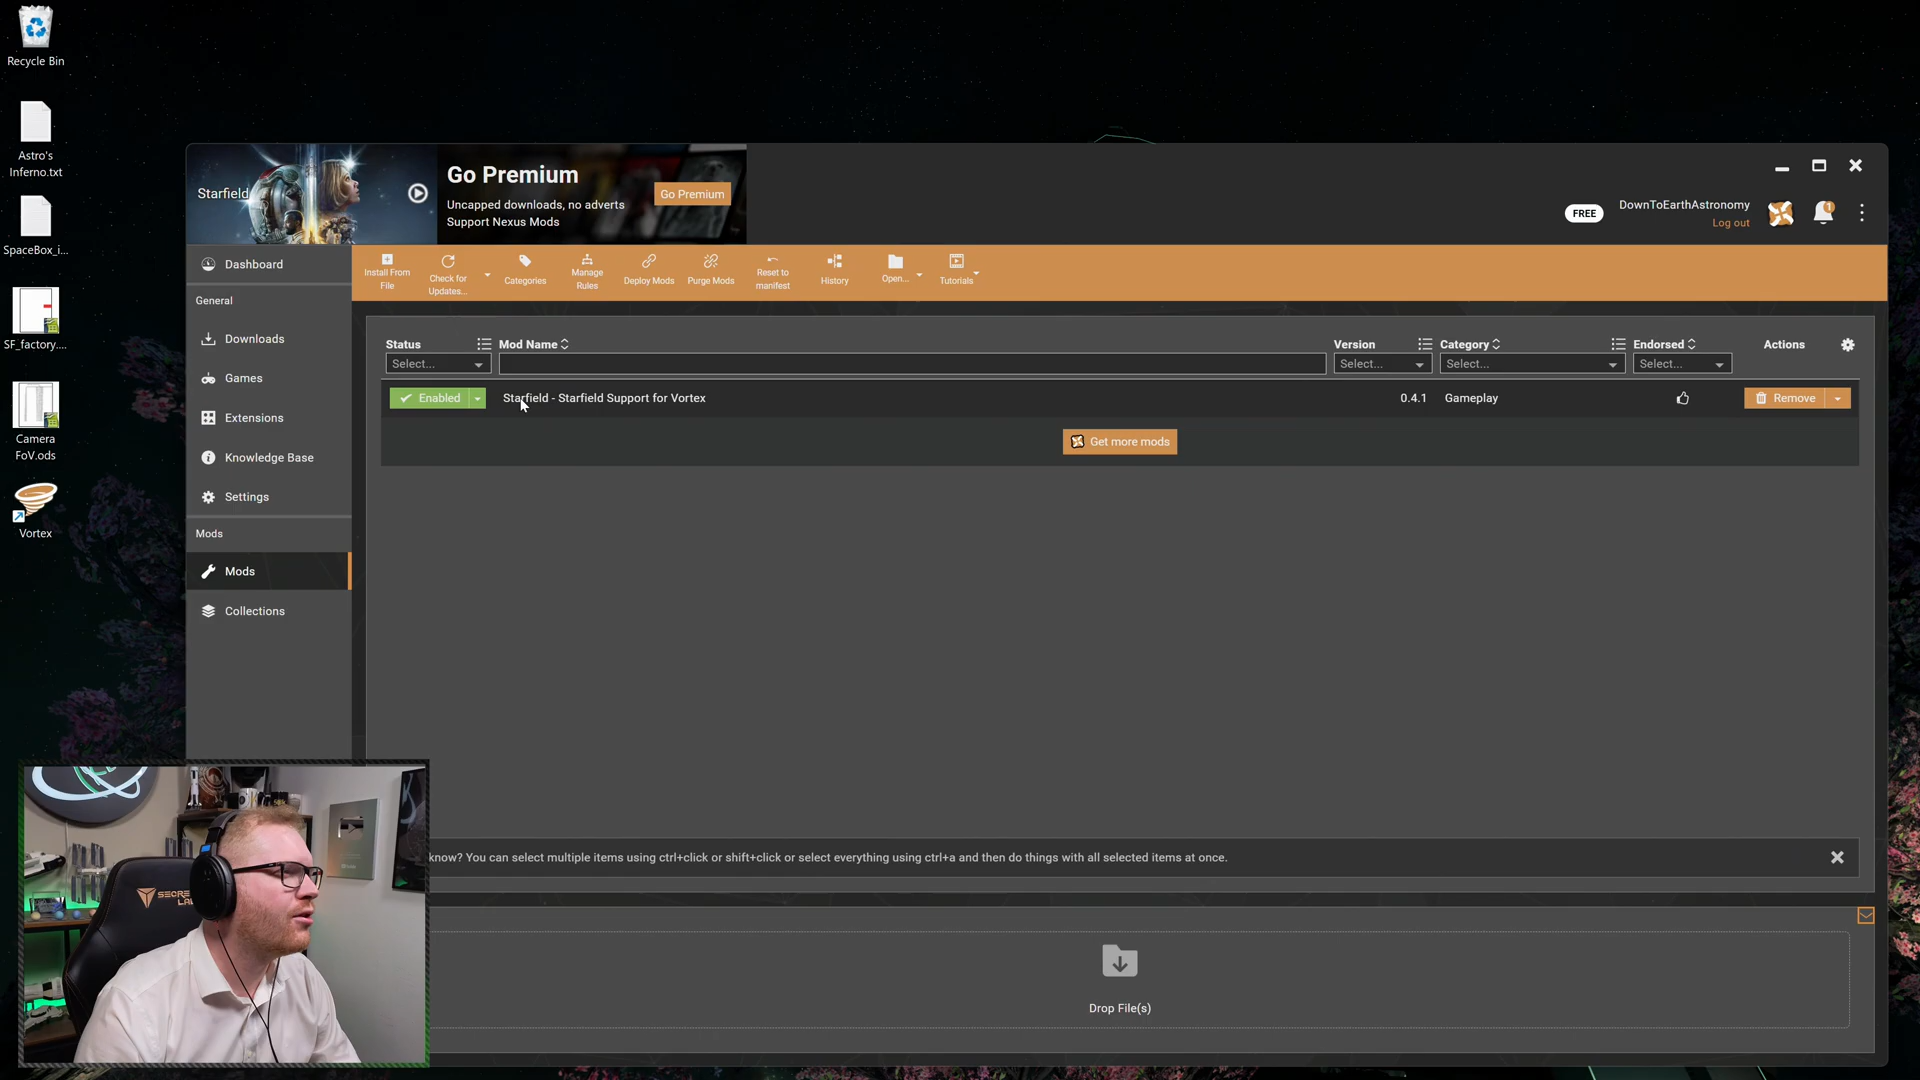 Recycle Bin
Astro's
Inferno.txt
SpaceBox_i...
SF_factory....
Camera
FoV.ods
Vortex
Starfield
Go Premium
Uncapped downloads, no adverts
Support Nexus Mods
Go Premium
FREE
DownToEarthAstronomy
Log out
1
Dashboard
General
Downloads
Games
Extensions
Knowledge Base
Settings
Mods
Mods
Collections
Install From
File
Check for
Updates...
Categories
Manage
Rules
Deploy Mods
Purge Mods
Reset to
manifest
History
Open...
Tutorials
Status
Mod Name
Version
Category
Endorsed
Actions
Select...
Select...
Select...
Select...
Enabled
Starfield - Starfield Support for Vortex
0.4.1
Gameplay
Remove
Get more mods
know? You can select multiple items using ctrl+click or shift+click or select everything using ctrl+a and then do things with all selected items at once.
Drop File(s)